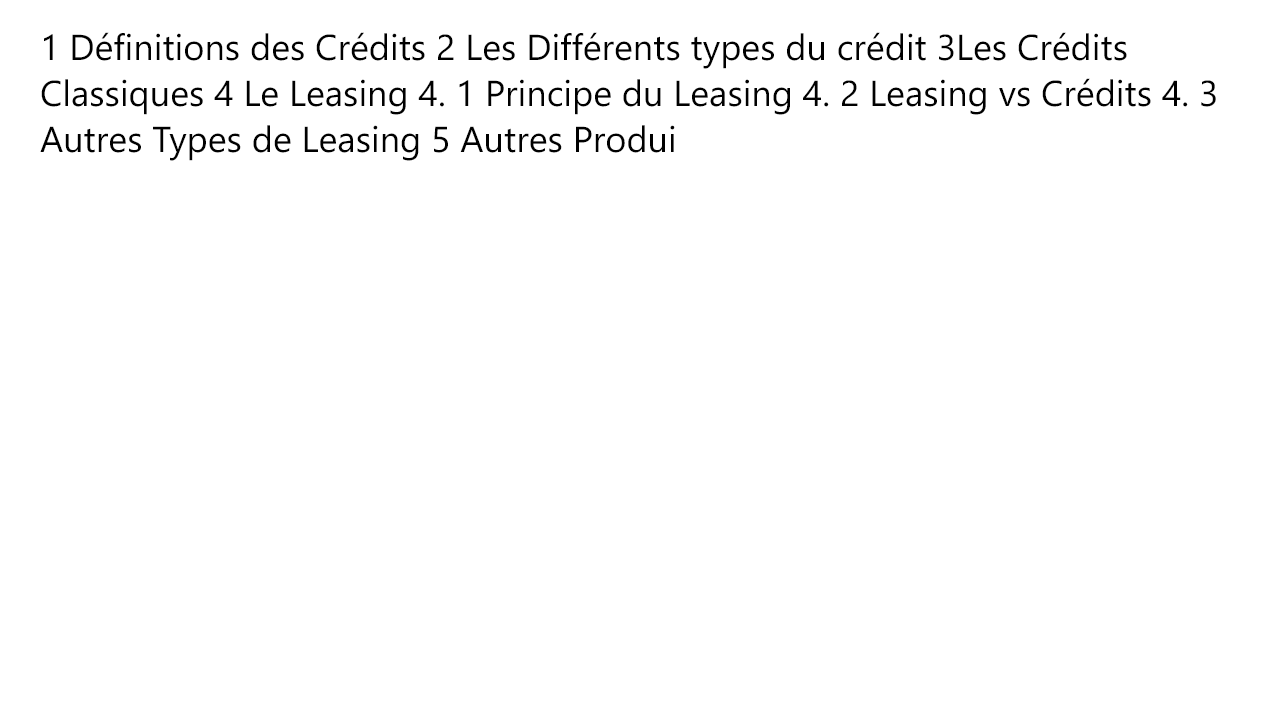 1 Définitions des Crédits 2 Les Différents types du crédit 3Les Crédits
Classiques 4 Le Leasing 4. 1 Principe du Leasing 4. 2 Leasing vs Crédits 4. 3
Autres Types de Leasing 5 Autres Produi